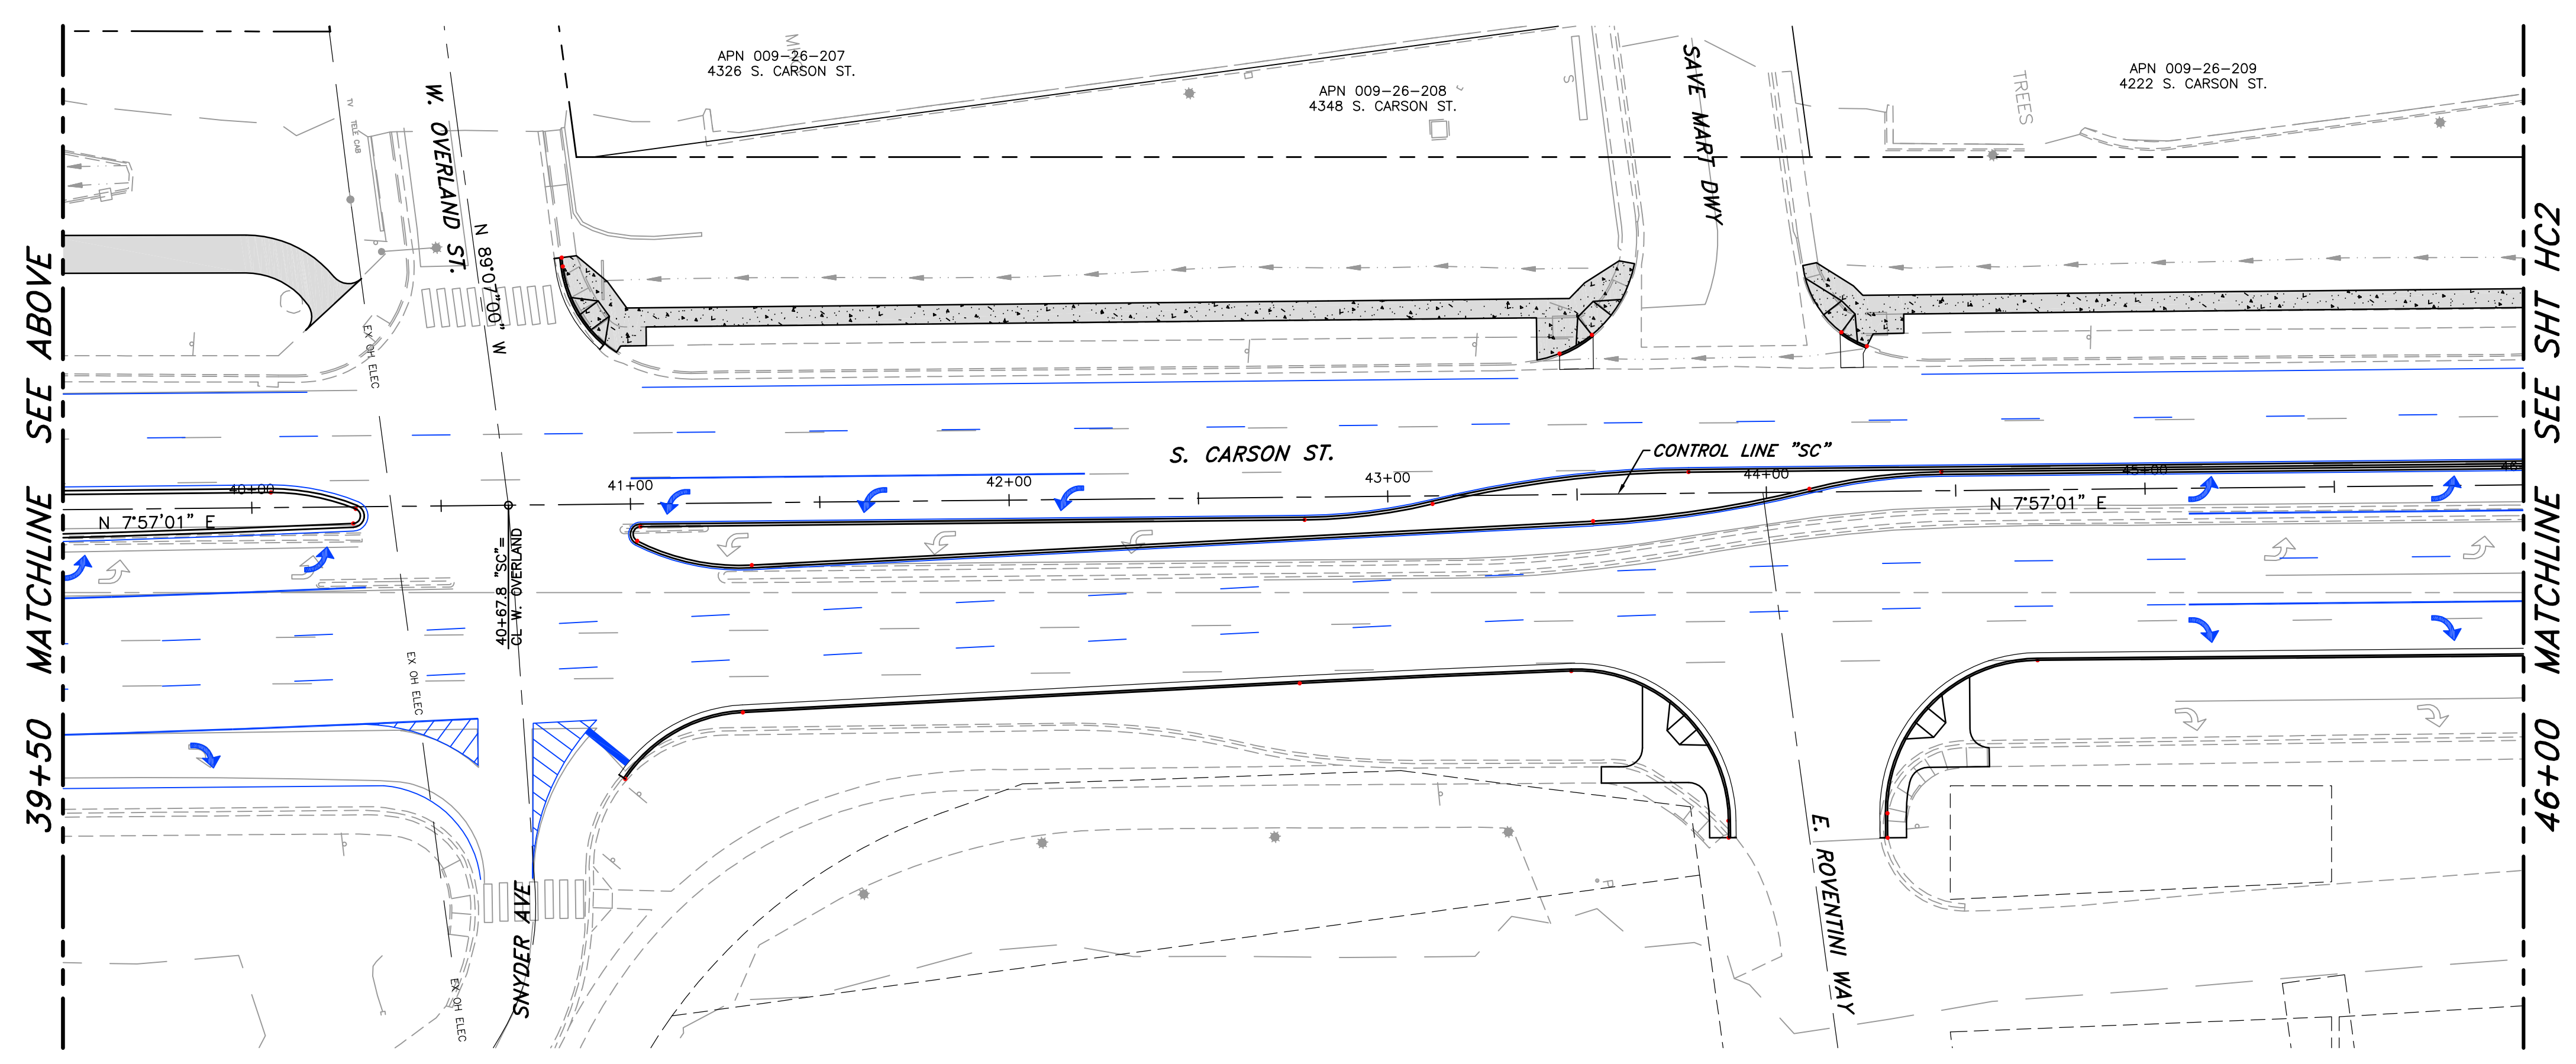 APN 009-26-207
4326 S. CARSON ST.
APN 009-26-208
4348 S. CARSON ST.
APN 009-26-209
4222 S. CARSON ST.
TREES
S
TV
TELE CAB
W. OVERLAND ST.
N 89°07'00" W
SAVE MART DWY
MATCHLINE SEE ABOVE
39+50
MATCHLINE SEE SHT HC2
46+00
EX OH ELEC
S. CARSON ST.
CONTROL LINE "SC"
40+00
41+00
42+00
43+00
44+00
45+00
46
N 7°57'01" E
N 7°57'01" E
40+67.8 "SC"=
CL W. OVERLAND
EX OH ELEC
EX OH ELEC
SNYDER AVE
E. ROVENTINI WAY